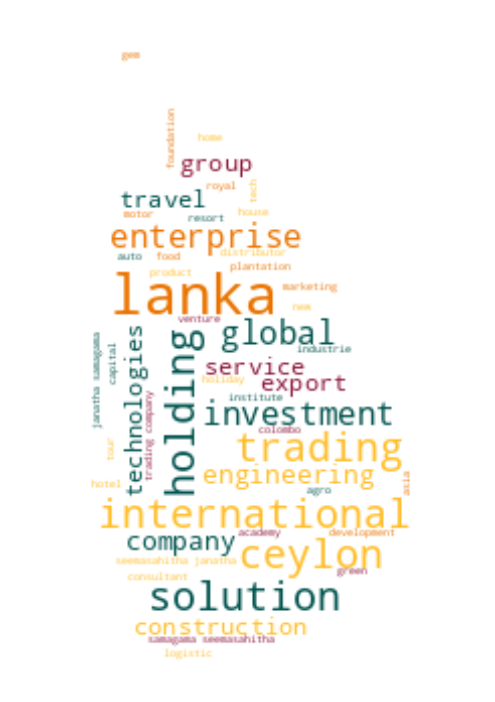 gem
foundation
home
group
royal
tech
travel
motor
resort
house
enterprise
auto
food
distributor
product
plantation
lanka
marketing
new
venture
global
holding
technologies
janatha samagama
capital
industrie
service
holiday
export
institute
trading company
investment
colombo
tour
trading
engineering
hotel
agro
asia
international
academy
development
company
ceylon
seemasahitha janatha
green
consultant
solution
construction
samagama seemasahitha
logistic